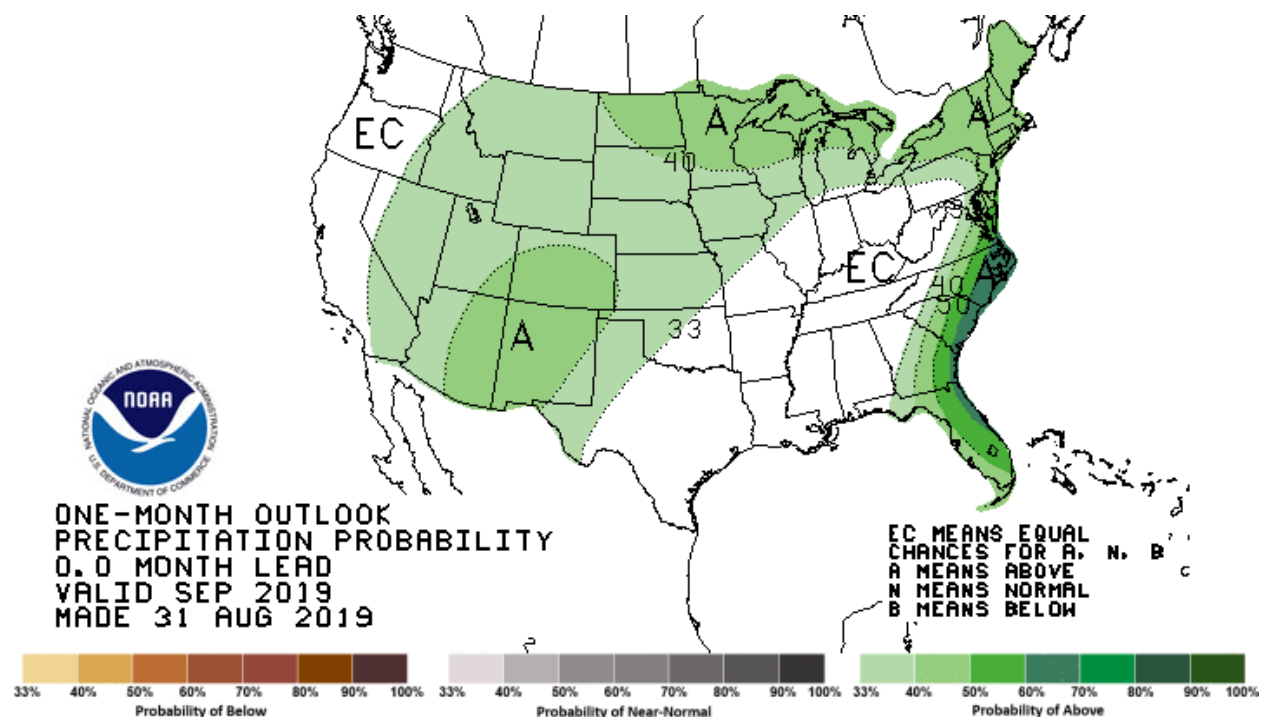 A
EC
A
A
40
EC
A
40
50
A
33
NATIONAL OCEANIC AND ATMOSPHERIC ADMINISTRATION
NOAA
U.S. DEPARTMENT OF COMMERCE
ONE-MONTH OUTLOOK
PRECIPITATION PROBABILITY
0.0 MONTH LEAD
VALID SEP 2019
MADE 31 AUG 2019
EC MEANS EQUAL
CHANCES FOR A, N, B
A MEANS ABOVE
N MEANS NORMAL
B MEANS BELOW
33% 40% 50% 60% 70% 80% 90% 100%
Probability of Below
33% 40% 50% 60% 70% 80% 90% 100%
Probability of Near-Normal
33% 40% 50% 60% 70% 80% 90% 100%
Probability of Above